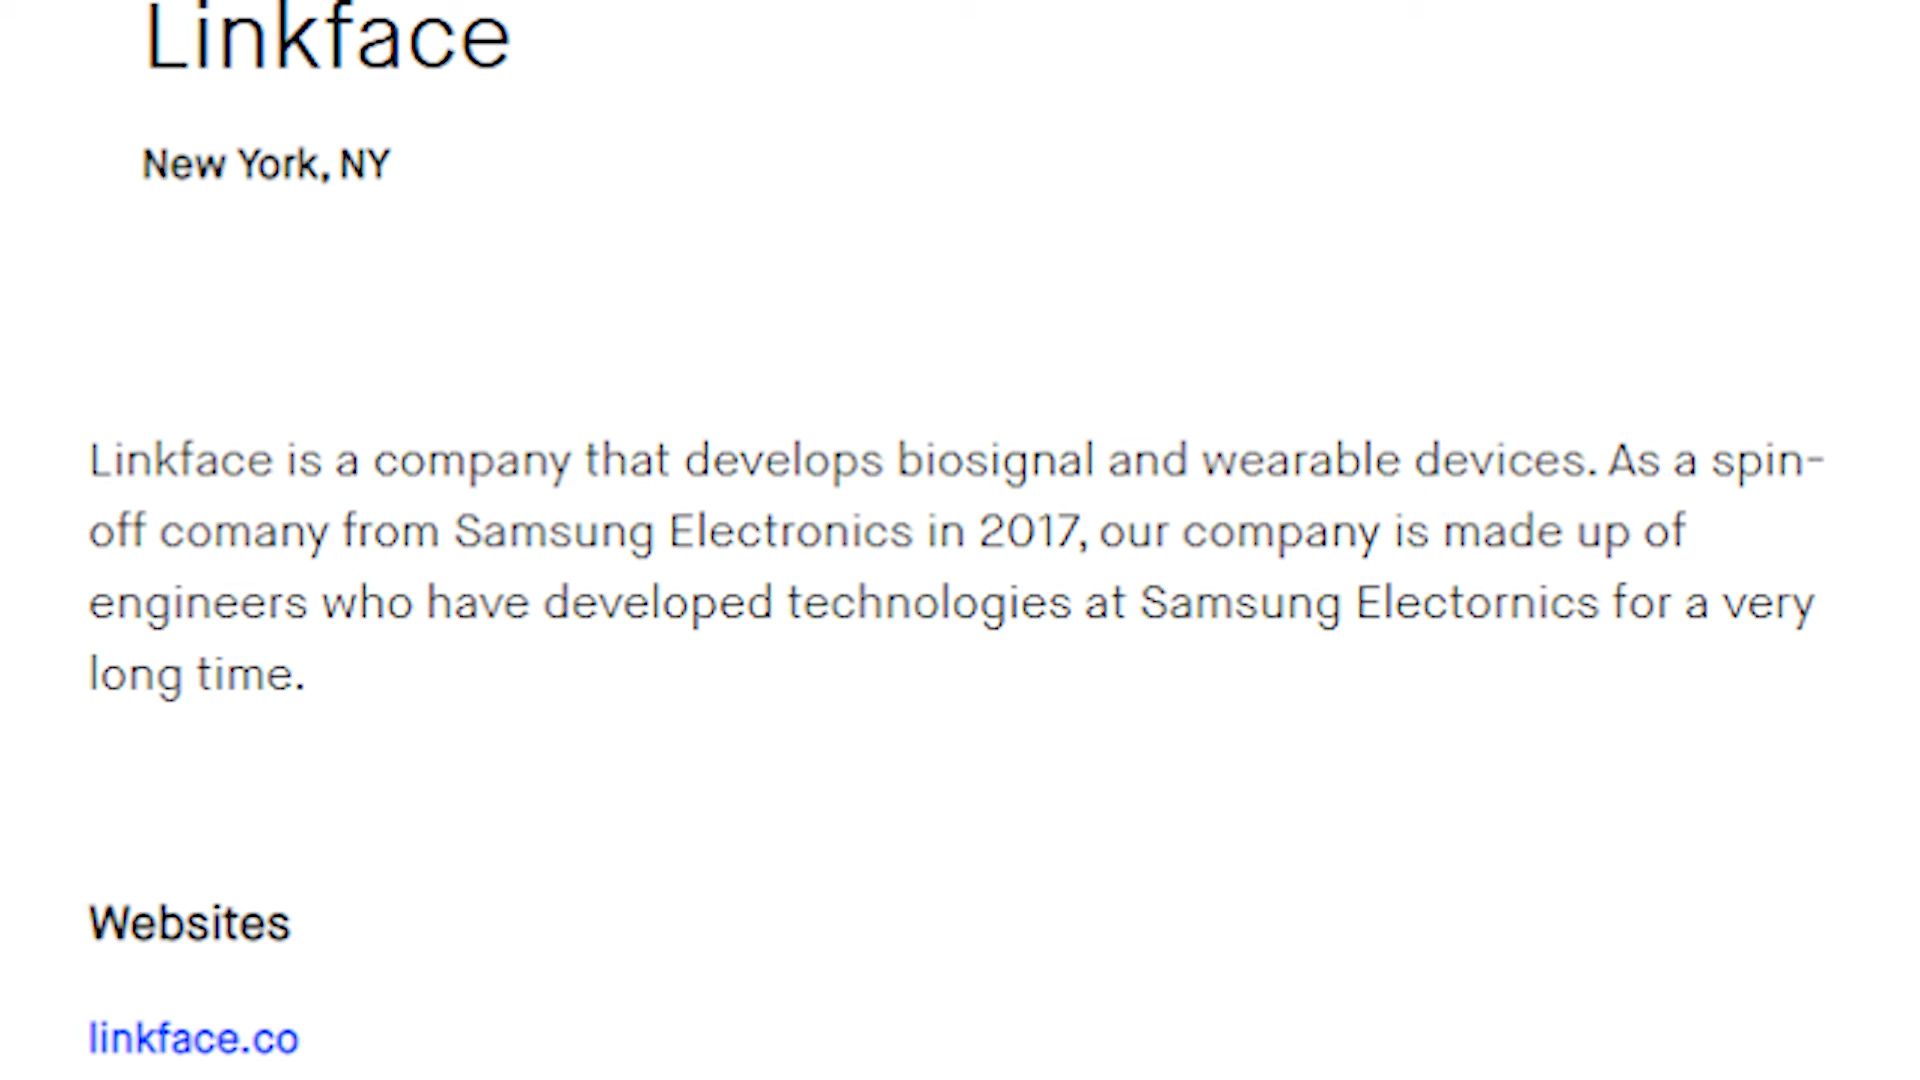 Linkface
New York, NY
Linkface is a company that develops biosignal and wearable devices. As a spin-
off comany from Samsung Electronics in 2017, our company is made up of
engineers who have developed technologies at Samsung Electornics for a very
long time.
Websites
linkface.co